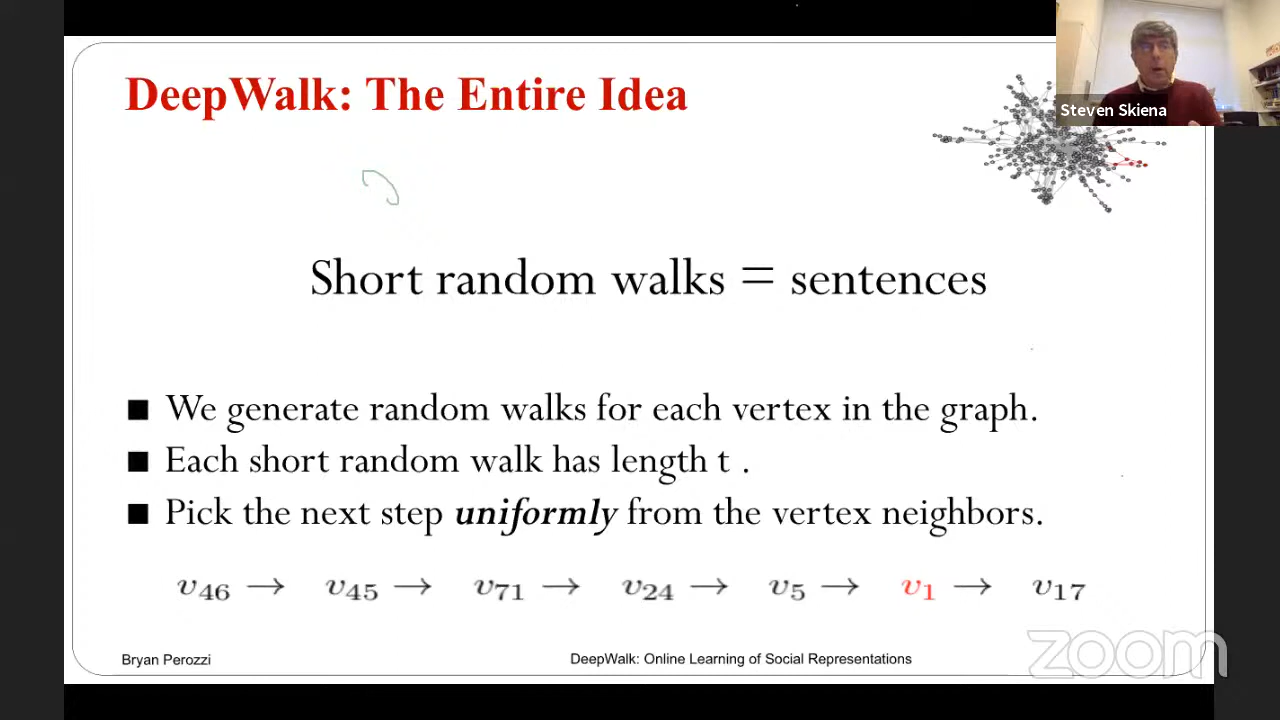 DeepWalk: The Entire Idea
Steven Skiena
Short random walks = sentences
■ We generate random walks for each vertex in the graph.
■ Each short random walk has length t .
■ Pick the next step uniformly from the vertex neighbors.
v46 → v45 → v71 → v24 → v5 → v1 → v17
Bryan Perozzi DeepWalk: Online Learning of Social Representations
zoom